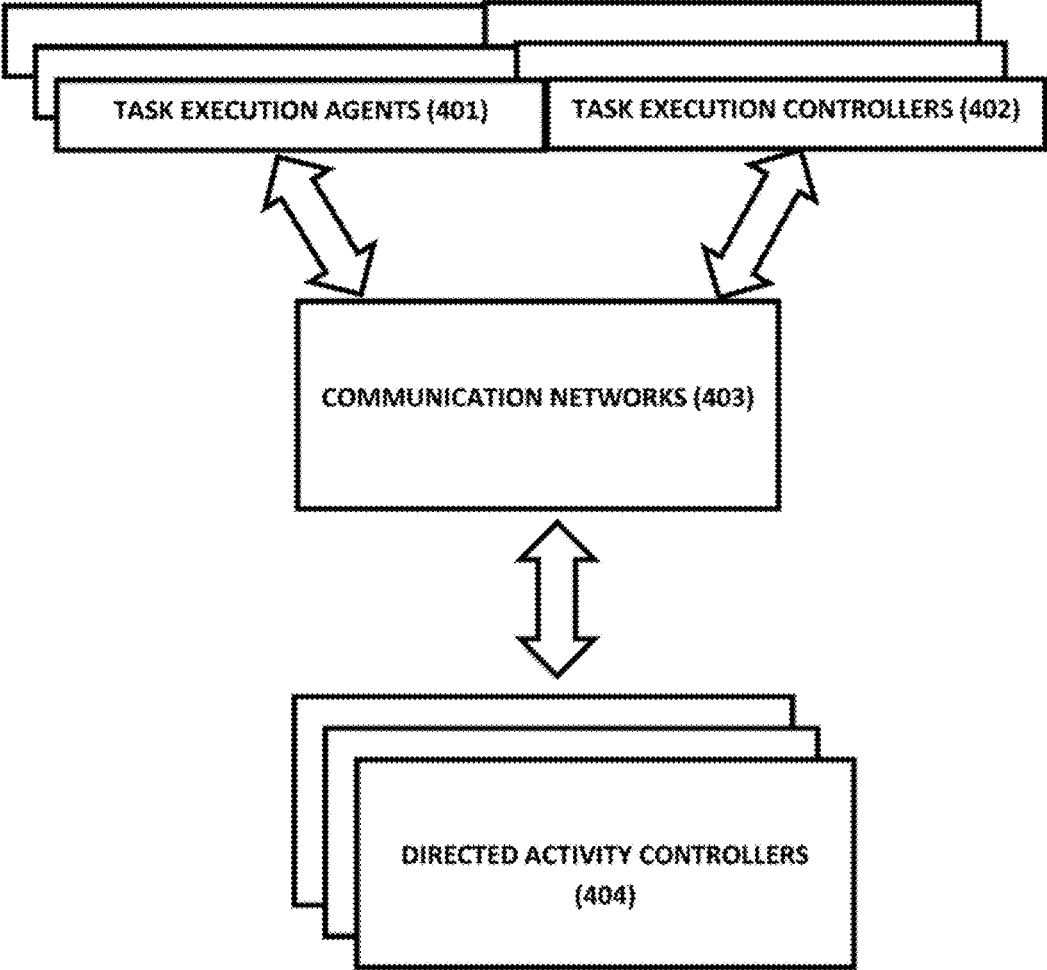 TASK EXECUTION AGENTS (401)
TASK EXECUTION CONTROLLERS (402)
COMMUNICATION NETWORKS (403)
DIRECTED ACTIVITY CONTROLLERS
(404)